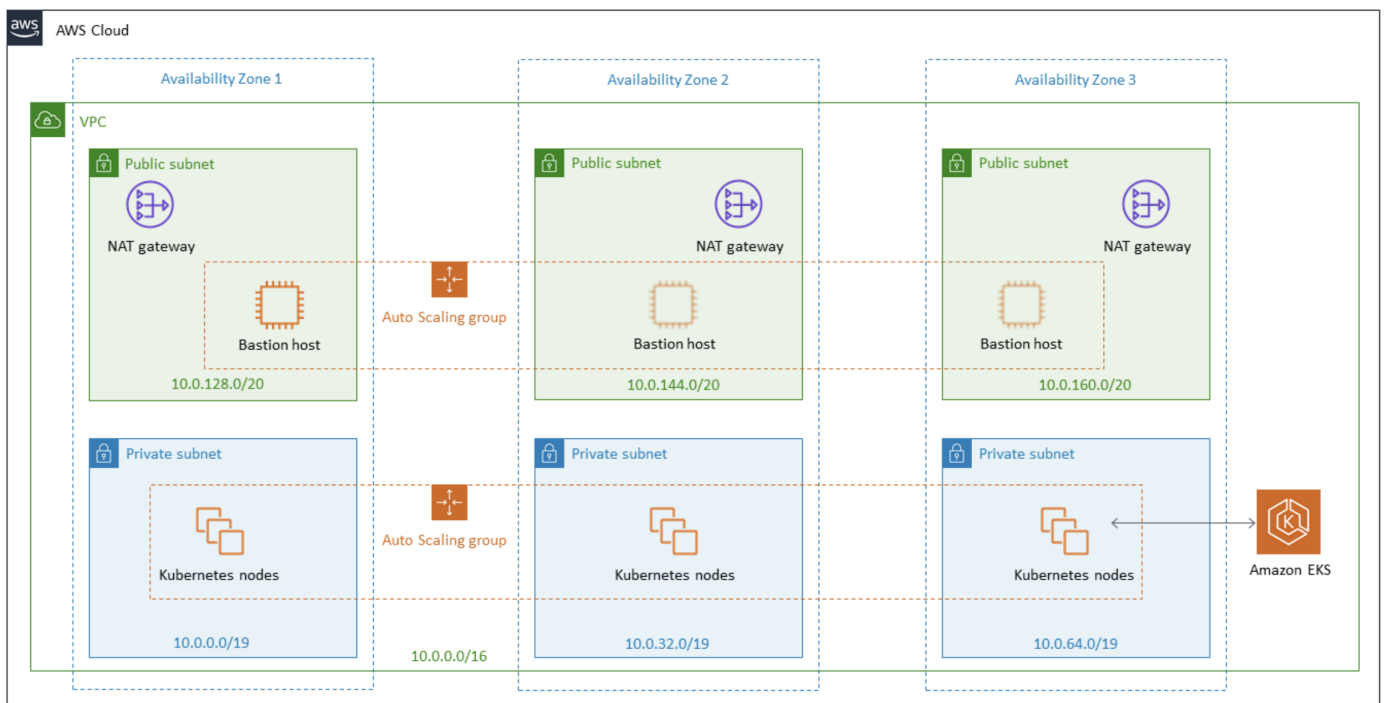 aws
AWS Cloud
Availability Zone 1
Availability Zone 2
Availability Zone 3
VPC
Public subnet
Public subnet
Public subnet
NAT gateway
NAT gateway
NAT gateway
Auto Scaling group
Bastion host
Bastion host
Bastion host
10.0.128.0/20
10.0.144.0/20
10.0.160.0/20
Private subnet
Private subnet
Private subnet
Auto Scaling group
K
Kubernetes nodes
Kubernetes nodes
Kubernetes nodes
Amazon EKS
10.0.0.0/19
10.0.32.0/19
10.0.64.0/19
10.0.0.0/16